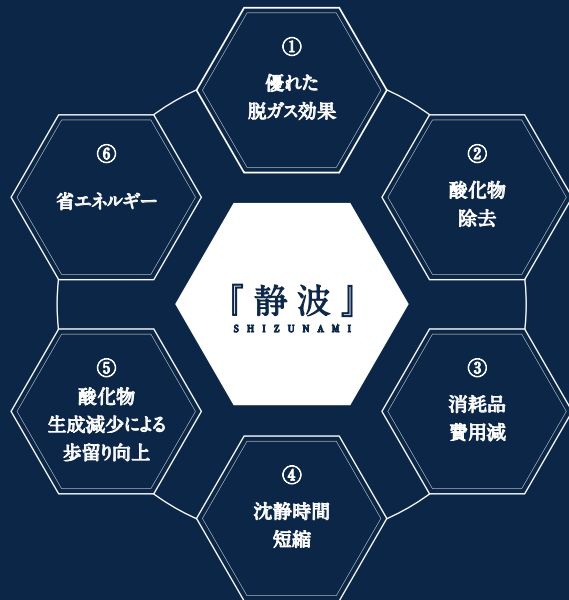 ①
優れた
脱ガス効果
②
酸化物
除去
③
消耗品
費用減
④
沈静時間
短縮
⑤
酸化物
生成減少による
歩留り向上
⑥
省エネルギー
『静波』
SHIZUNAMI